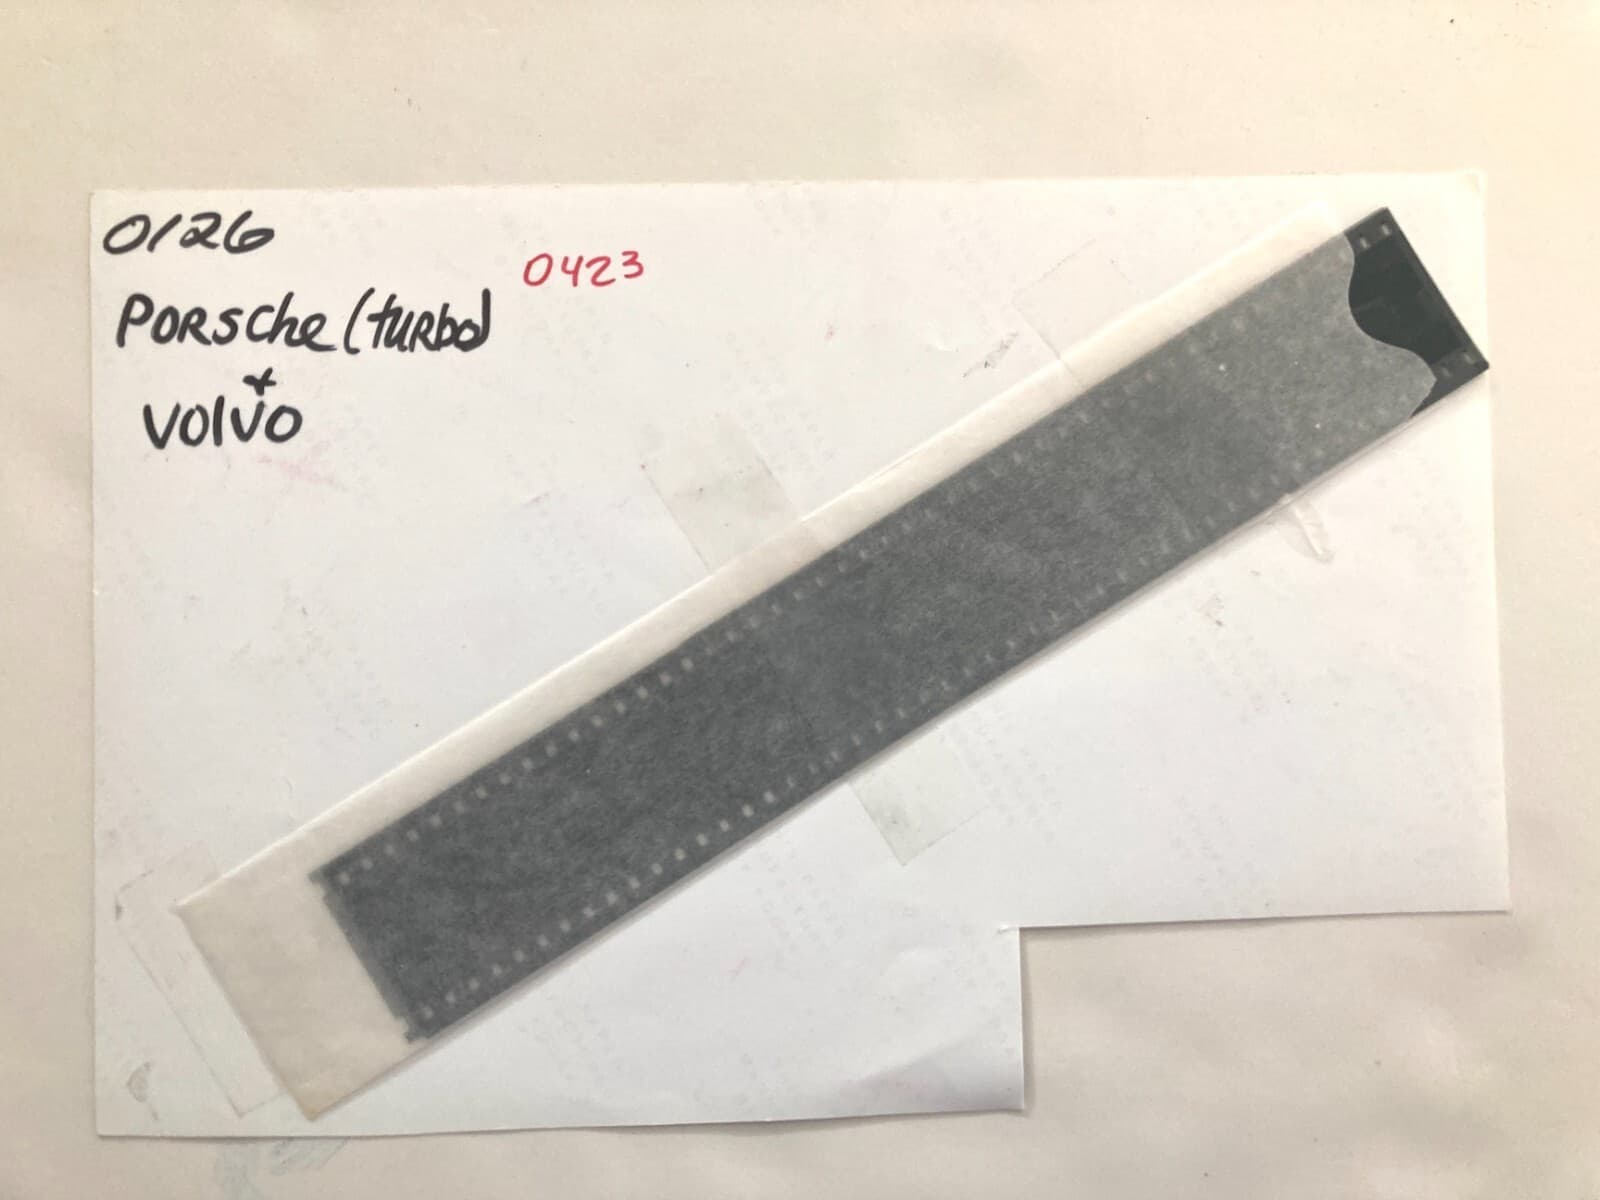 0126
0423
PORSche (tuRbo)
+
Volvo